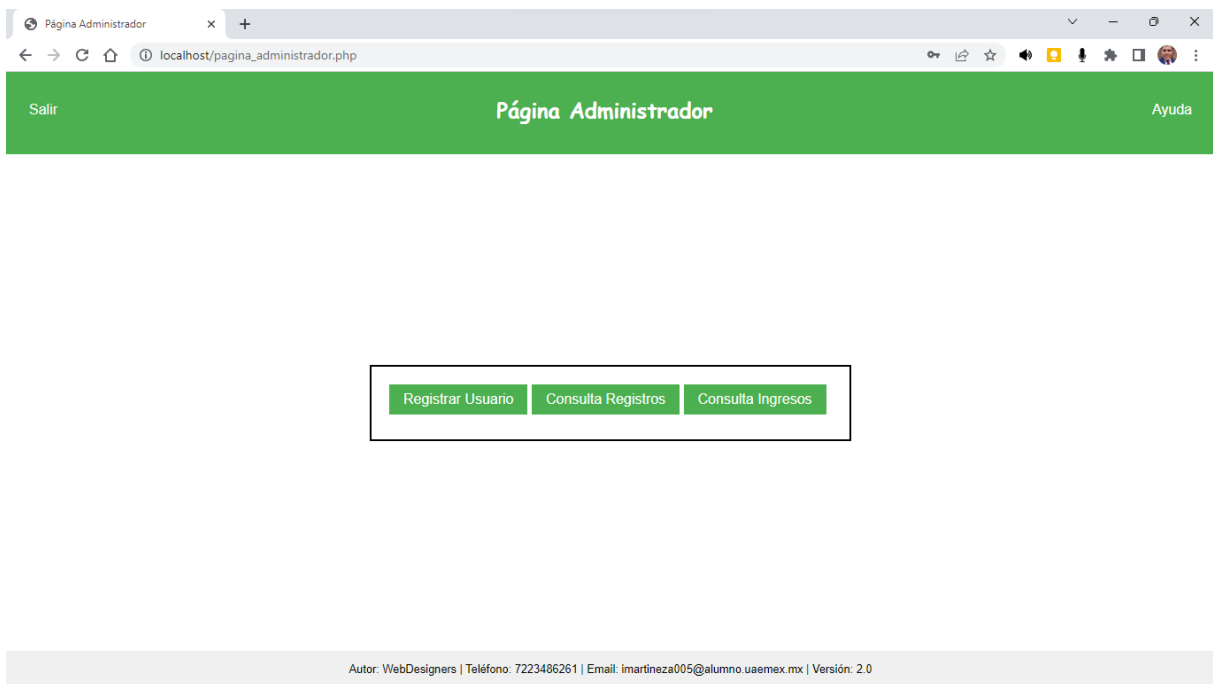 Página Administrador
localhost/pagina_administrador.php
Salir Página Administrador Ayuda
Registrar Usuario Consulta Registros Consulta Ingresos
Autor: WebDesigners | Teléfono: 7223486261 | Email: imartineza005@alumno.uaemex.mx | Versión: 2.0